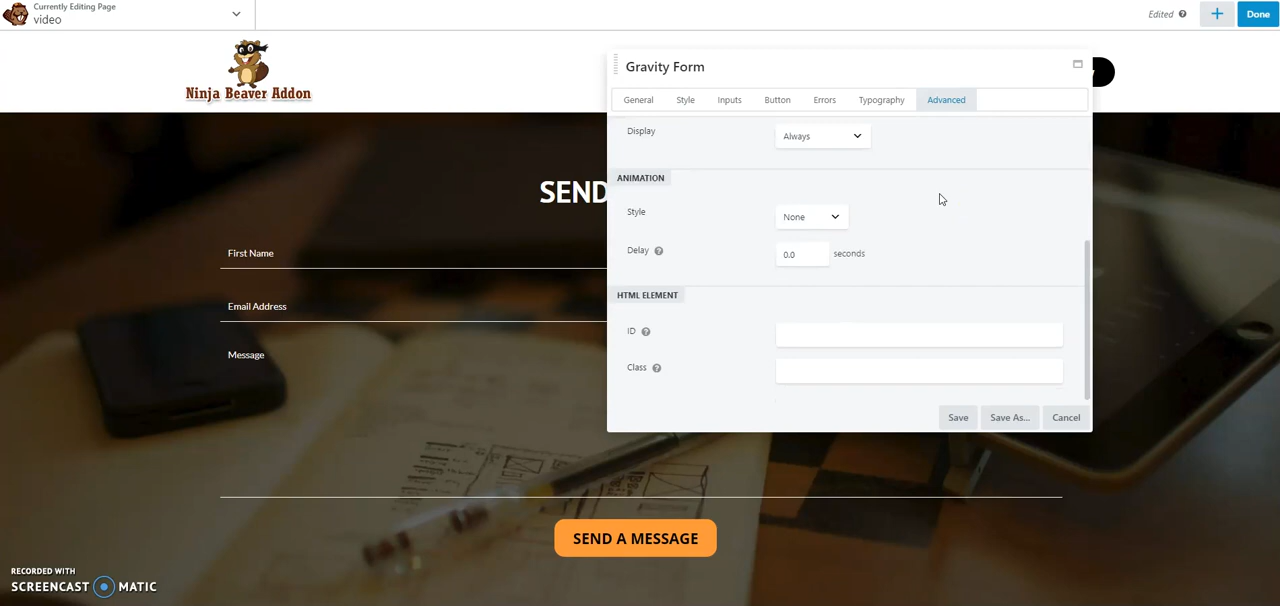 Currently Editing Page
video
Edited
Done
Ninja Beaver Addon
Gravity Form
General
Style
Inputs
Button
Errors
Typography
Advanced
Display
Always
ANIMATION
Style
None
Delay
0.0
seconds
HTML ELEMENT
ID
Class
Save
Save As...
Cancel
SEND
First Name
Email Address
Message
SEND A MESSAGE
RECORDED WITH
SCREENCAST MATIC